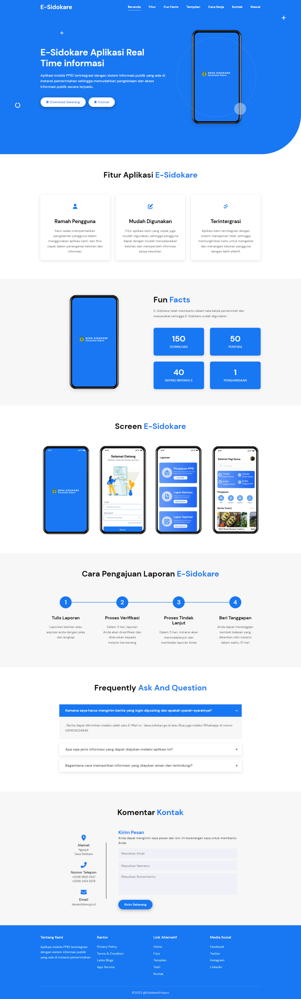 E-Sidokare
Beranda Fitur Fun Facts Tampilan Cara Kerja Kontak Masuk
E-Sidokare Aplikasi Real
Time informasi
Aplikasi mobile PPID terintegrasi dengan sistem informasi publik yang ada di
instansi pemerintahan sehingga memudahkan pengelolaan dan akses
informasi publik secara terpadu.
Download Sekarang
Tutorial
DESA SIDOKARE
Kecamatan Rejoso
Fitur Aplikasi E-Sidokare
Ramah Pengguna
Kami selalu memperhatikan
pengalaman pengguna dalam
menggunakan aplikasi kami, dan fitur
cepat dalam penanganan keluhan dan
informasi.
Mudah Digunakan
Fitur aplikasi kami yang cepat juga
mudah digunakan, sehingga pengguna
dapat dengan mudah menyelesaikan
keluhan dan memperoleh informasi
tanpa kesulitan.
Terintergrasi
Aplikasi kami terintegrasi dengan
sistem manajemen tiket, sehingga
memungkinkan kami untuk mengelola
dan menangani keluhan pengguna
dengan lebih efektif.
DESA SIDOKARE
Kecamatan Rejoso
Fun Facts
E-Sidokare telah membantu dalam tata kelola pemerintah dan
masyarakat sehingga E-Sidokare sudah digunakan :
150
DOWNLOAD
50
PENYUKA
40
RATING BINTANG 5
1
PENGHARGAAN
Screen E-Sidokare
9:41
DESA SIDOKARE
Kecamatan Rejoso
9:41
Selamat Datang
Silahkan masuk dan lakukan aktivitas
Email
Masukkan Emailmu
Kata Sandi
Masukkan Kata Sandi
Lupa Kata Sandi?
Masuk
9:41
Laporan
Pengajuan PPID
Buat PPID
Lapor Keluhan
Buat Keluhan
Lapor Aspirasi
Buat Aspirasi
9:41
Selamat Pagi Rama
Cari Sesuatu
774,098
Jumlah Laporan
274,098
Jumlah Aspirasi
67,909
Pengguna Aplikasi
67,909
Pengajuan PPID
Pengajuan
PPID
Keluhan
Aspirasi
Status
Berita Terkini
Lihat
Wah!! Resep Masakan Tradision...
Wah!!
Cara Pengajuan Laporan E-Sidokare
1
Tulis Laporan
Laporkan keluhan atau
aspirasi anda dengan jelas
dan lengkap
2
Proses Verifikasi
Dalam 3 hari, laporan
Anda akan diverifikasi dan
diteruskan kepada
instansi berwenang
3
Proses Tindak
Lanjut
Dalam 5 hari, instansi akan
menindaklanjuti dan
membalas laporan Anda
4
Beri Tanggapan
Anda dapat menanggapi
kembali balasan yang
diberikan oleh instansi
dalam waktu 10 hari
Frequently Ask And Question
Kemana saya harus mengirim berita yang ingin diposting dan apakah syarat-syaratnya?
: Berita dapat dikirimkan melalui salah satu E-Mail ini : desa.sidokari.go.id atau Bisa juga melalui Whatsapp di nomor
081904024849.
Apa saja jenis informasi yang dapat diajukan melalui aplikasi ini?
Bagaimana cara memastikan informasi yang diajukan aman dan terlindungi?
Komentar Kontak
Alamat
Nganjuk
Desa Sidokare
Nomor Telepon
+0098 9893 5647
+0096 3434 5678
Email
desasidokare.go.id
Kirim Pesan
Anda dapat mengirimi saya pesan dari sini. Ini kesenangan saya untuk membantu
Anda.
Masukkan Email
Masukkan Namamu
Masukkan Komentarmu
Kirim Sekarang
Tentang Kami
Aplikasi mobile PPID terintegrasi
dengan sistem informasi publik
yang ada di instansi pemerintahan
Kantor
Privacy Policy
Terms & Condtion
Lates Blogs
App Service
Link Alternatif
Home
Fitur
Tampilan
Testi
Kontak
Media Sosial
Facebook
Twitter
Instagram
Linkedin
©2023 @SidokareProject